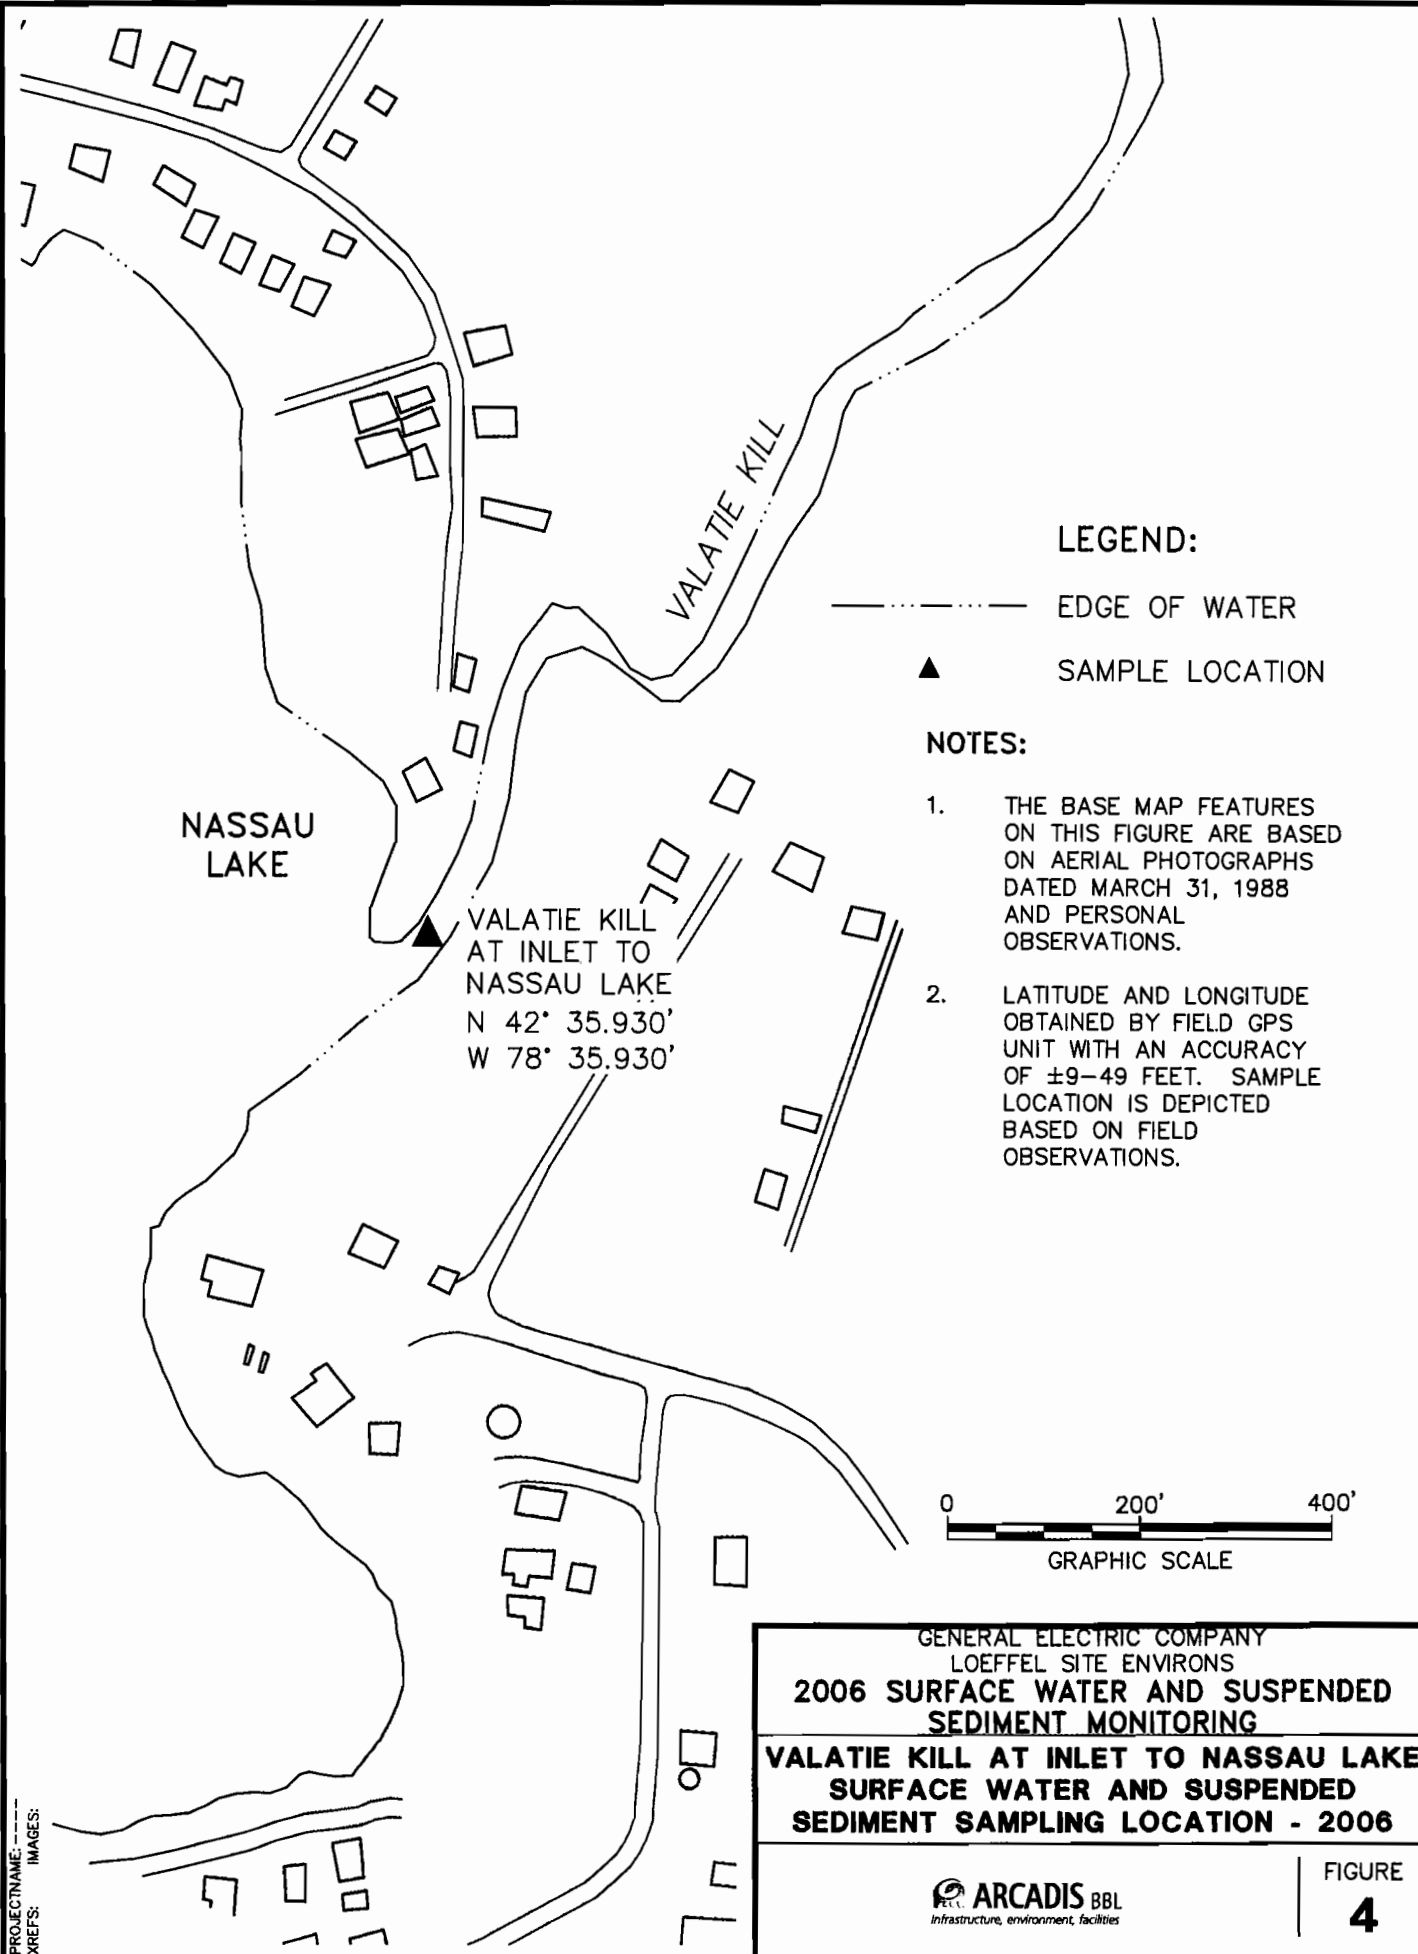 VALATIE KILL
LEGEND:
EDGE OF WATER
SAMPLE LOCATION
NOTES:
1. THE BASE MAP FEATURES
ON THIS FIGURE ARE BASED
ON AERIAL PHOTOGRAPHS
DATED MARCH 31, 1988
AND PERSONAL
OBSERVATIONS.
2. LATITUDE AND LONGITUDE
OBTAINED BY FIELD GPS
UNIT WITH AN ACCURACY
OF ±9-49 FEET. SAMPLE
LOCATION IS DEPICTED
BASED ON FIELD
OBSERVATIONS.
NASSAU
LAKE
VALATIE KILL
AT INLET TO
NASSAU LAKE
N 42° 35.930'
W 78° 35.930'
0 200' 400'
GRAPHIC SCALE
GENERAL ELECTRIC COMPANY
LOEFFEL SITE ENVIRONS
2006 SURFACE WATER AND SUSPENDED
SEDIMENT MONITORING
VALATIE KILL AT INLET TO NASSAU LAKE
SURFACE WATER AND SUSPENDED
SEDIMENT SAMPLING LOCATION - 2006
ARCADIS BBL
Infrastructure, environment, facilities
FIGURE
4
PROJECTNAME: ----
XREFS: IMAGES: